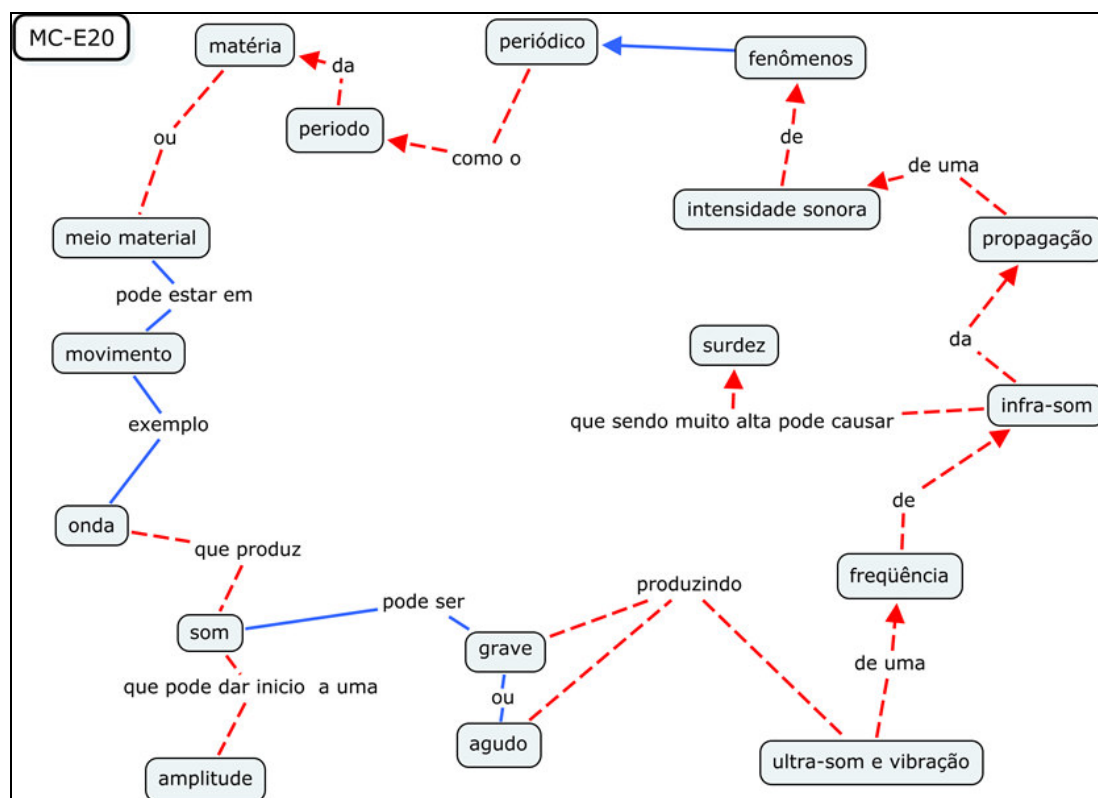 MC-E20
matéria
periódico
fenômenos
da
ou
periodo
como o
de
de uma
intensidade sonora
meio material
propagação
pode estar em
movimento
surdez
da
exemplo
que sendo muito alta pode causar
infra-som
onda
de
que produz
freqüência
produzindo
pode ser
som
grave
de uma
que pode dar inicio a uma
ou
agudo
ultra-som e vibração
amplitude